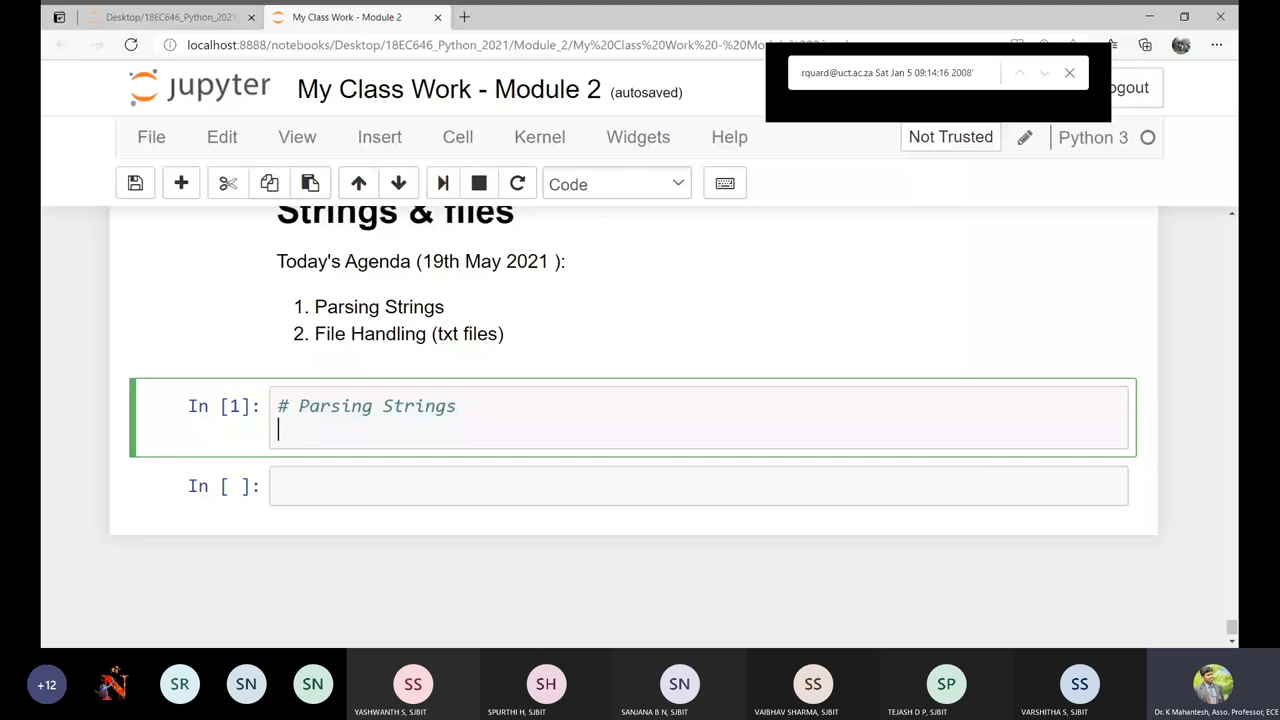 Desktop/18EC646_Python_2021
My Class Work - Module 2
localhost:8888/notebooks/Desktop/18EC646_Python_2021/Module_2/My%20Class%20Work%20-%20Mod
rquard@uct.ac.za Sat Jan 5 09:14:16 2008'
jupyter
My Class Work - Module 2 (autosaved)
ogout
File Edit View Insert Cell Kernel Widgets Help
Not Trusted
Python 3
Code
Strings & files
Today's Agenda (19th May 2021 ):
1. Parsing Strings
2. File Handling (txt files)
In [1]: # Parsing Strings
In [ ]:
+12
N
SR
SN
SN
SS
SH
SN
SS
SP
SS
YASHWANTH S, SJBIT
SPURTHI H, SJBIT
SANJANA B N, SJBIT
VAIBHAV SHARMA, SJBIT
TEJASH D P, SJBIT
VARSHITHA S, SJBIT
Dr. K Mahantesh, Asso. Professor, ECE